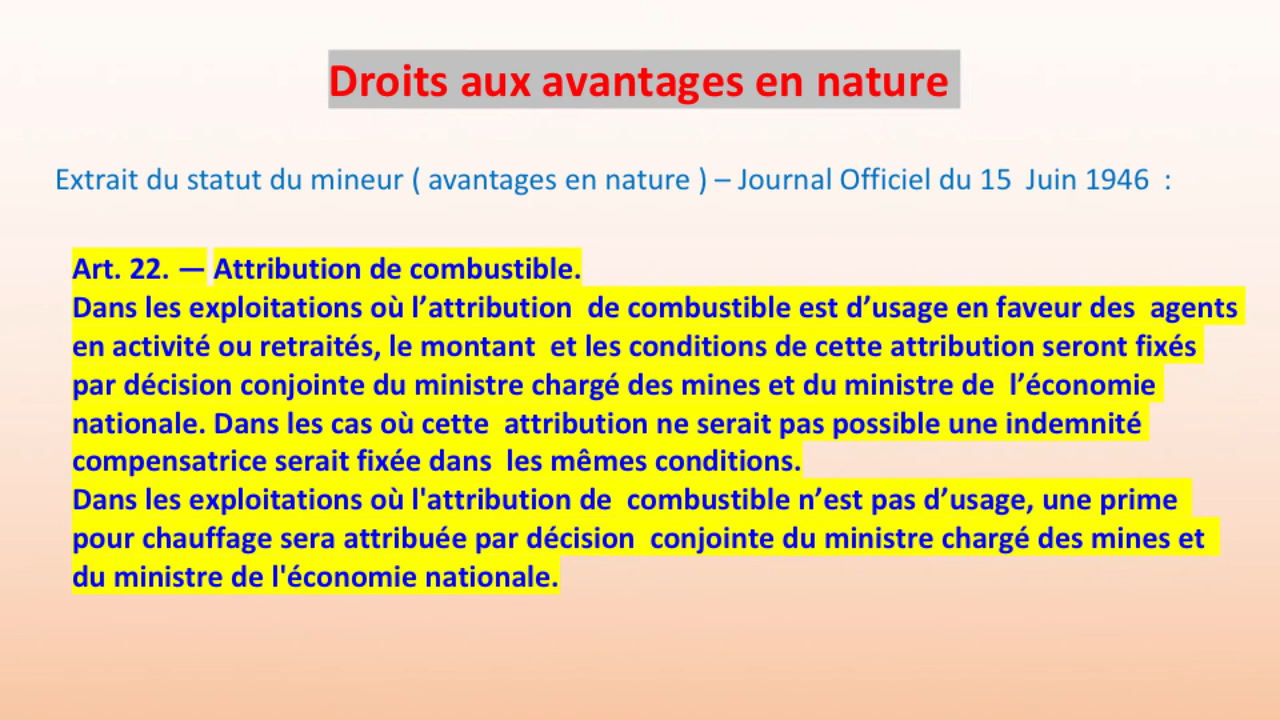 Droits aux avantages en nature
Extrait du statut du mineur ( avantages en nature ) – Journal Officiel du 15 Juin 1946 :
Art. 22. — Attribution de combustible.
Dans les exploitations où l’attribution de combustible est d’usage en faveur des agents
en activité ou retraités, le montant et les conditions de cette attribution seront fixés
par décision conjointe du ministre chargé des mines et du ministre de l’économie
nationale. Dans les cas où cette attribution ne serait pas possible une indemnité
compensatrice serait fixée dans les mêmes conditions.
Dans les exploitations où l'attribution de combustible n’est pas d’usage, une prime
pour chauffage sera attribuée par décision conjointe du ministre chargé des mines et
du ministre de l'économie nationale.